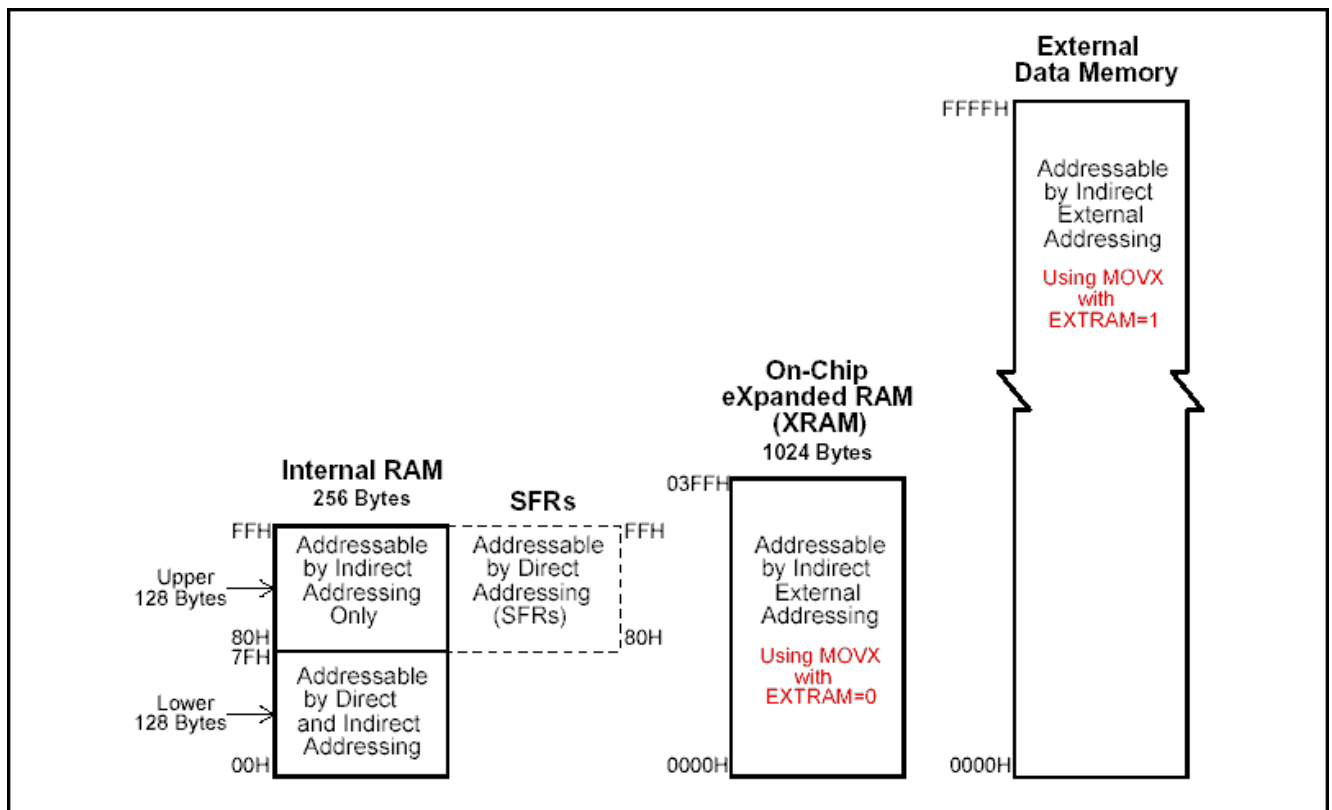 External
Data Memory
FFFFH
Addressable
by Indirect
External
Addressing
Using MOVX
with
EXTRAM=1
0000H
On-Chip
eXpanded RAM
(XRAM)
1024 Bytes
03FFH
Addressable
by Indirect
External
Addressing
Using MOVX
with
EXTRAM=0
0000H
Internal RAM
256 Bytes
SFRs
FFH
Addressable
by Indirect
Addressing
Only
Addressable
by Direct
Addressing
(SFRs)
FFH
Upper
128 Bytes
80H
80H
7FH
Addressable
by Direct
and Indirect
Addressing
Lower
128 Bytes
00H